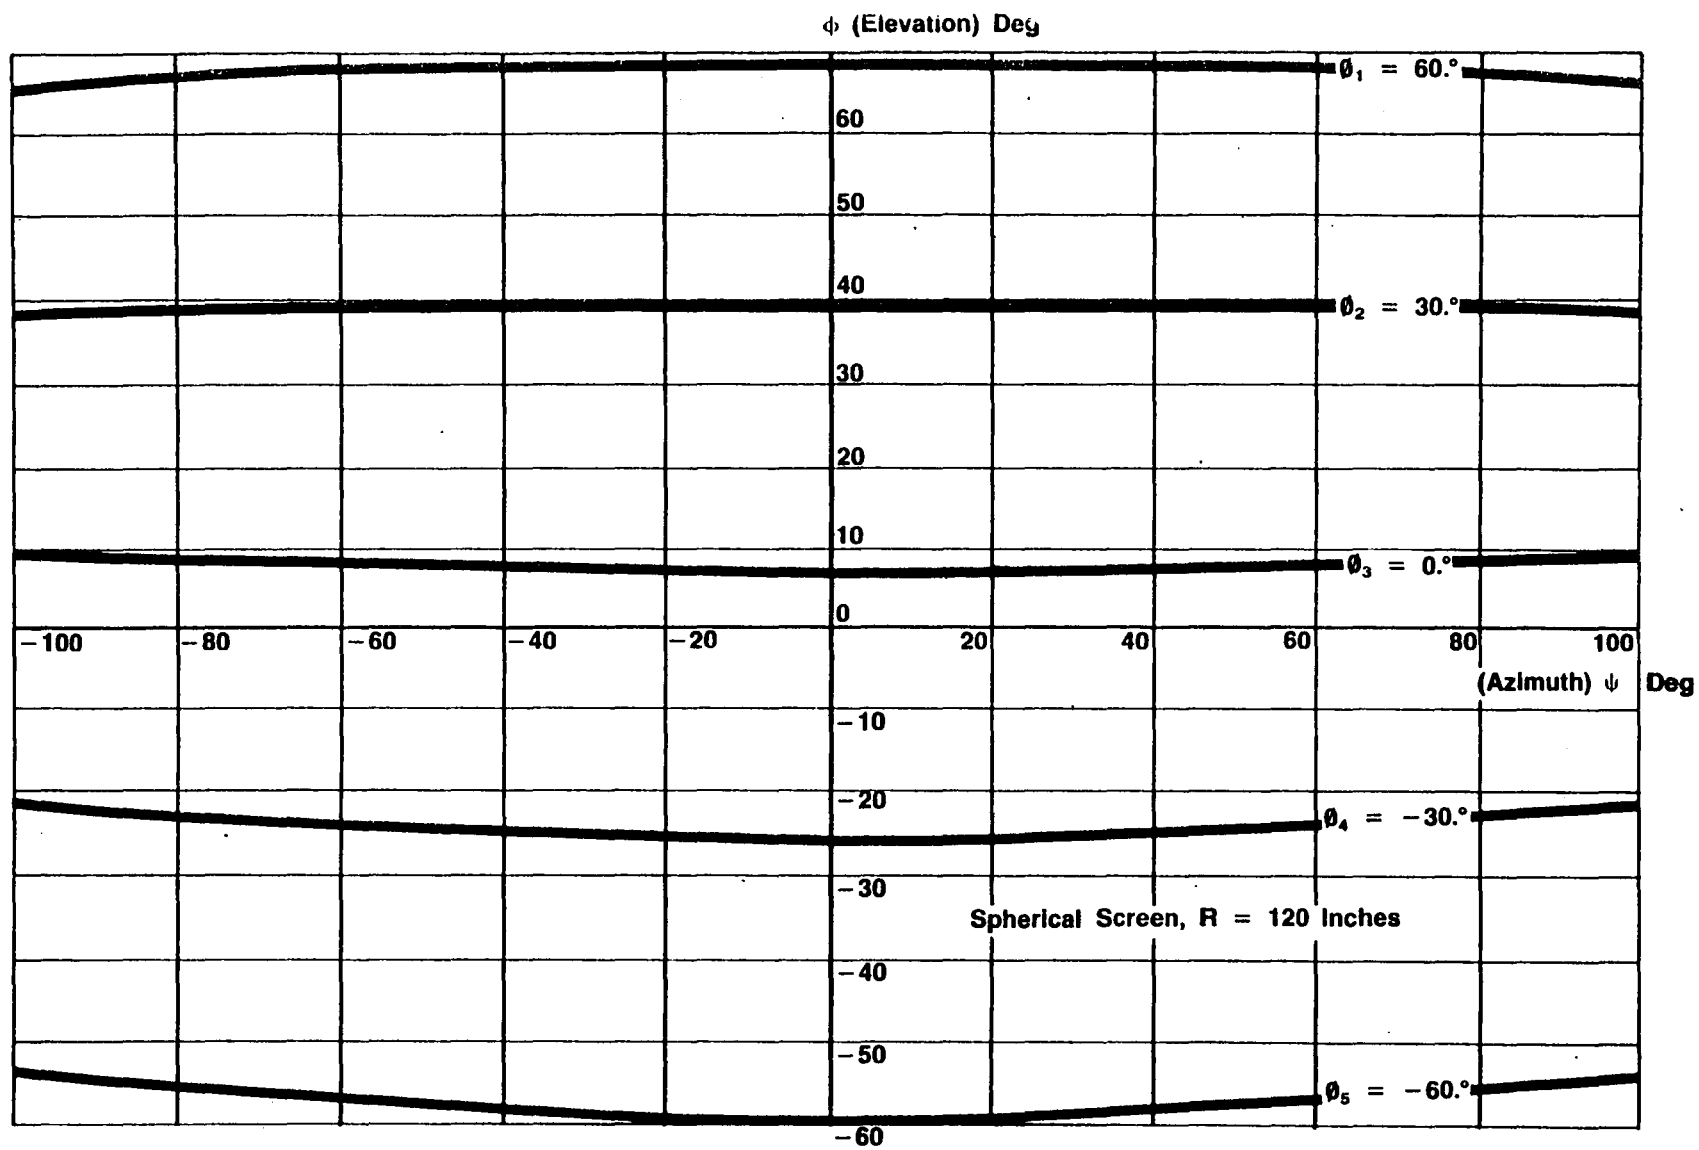 ϕ (Elevation) Deg
Ø₁ = 60.°
60
50
40
Ø₂ = 30.°
30
20
10
Ø₃ = 0.°
0
−100 −80 −60 −40 −20 20 40 60 80 100
(Azimuth) ψ Deg
−10
−20
Ø₄ = −30.°
−30
Spherical Screen, R = 120 Inches
−40
−50
Ø₅ = −60.°
−60